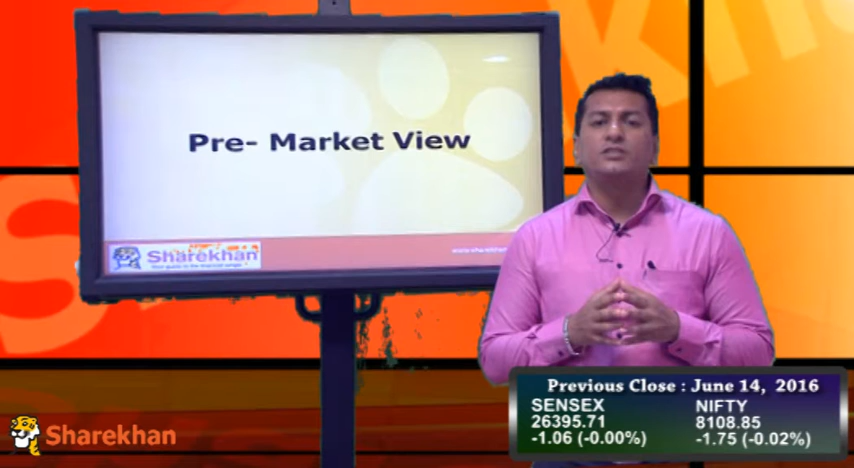 Pre- Market View
Sharekhan
Previous Close : June 14, 2016
SENSEX
26395.71
-1.06 (-0.00%)
NIFTY
8108.85
-1.75 (-0.02%)
Sharekhan